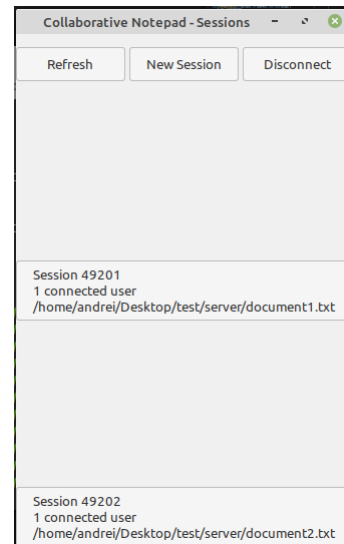 Collaborative Notepad - Sessions
Refresh New Session Disconnect
Session 49201
1 connected user
/home/andrei/Desktop/test/server/document1.txt
Session 49202
1 connected user
/home/andrei/Desktop/test/server/document2.txt